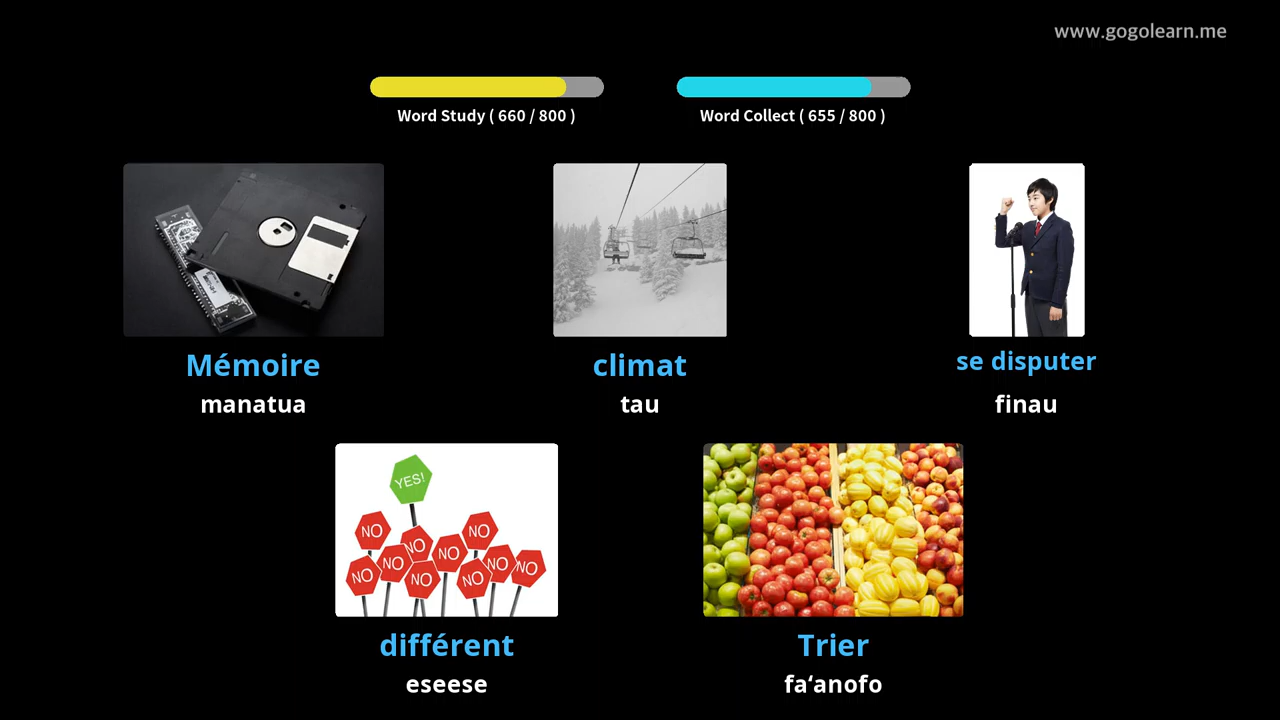 www.gogolearn.me
Word Study ( 660 / 800 )
Word Collect ( 655 / 800 )
Mémoire
manatua
climat
tau
se disputer
finau
YES!
NO
NO
NO
NO
NO
NO
NO
NO
NO
NO
différent
eseese
Trier
fa‘anofo